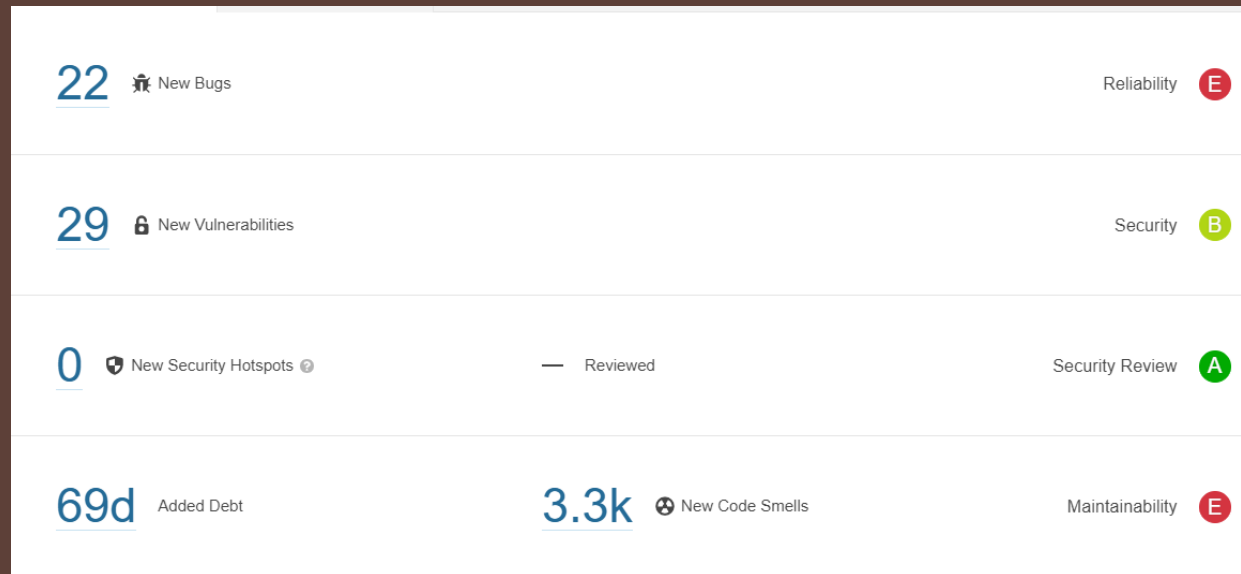 22 New Bugs Reliability E
29 New Vulnerabilities Security B
0 New Security Hotspots ? — Reviewed Security Review A
69d Added Debt 3.3k New Code Smells Maintainability E